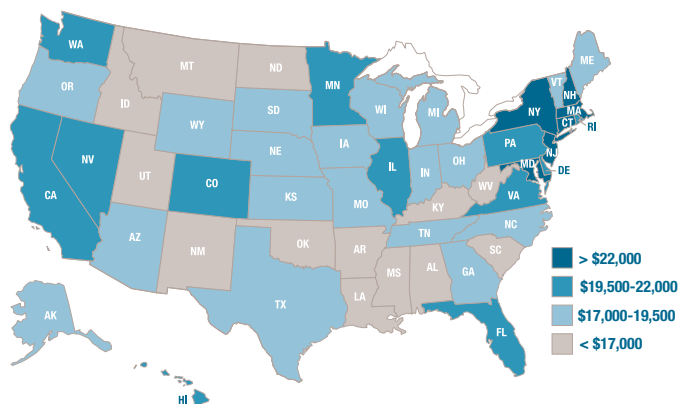 WA
MT
ND
MN
ME
VT
NH
OR
ID
SD
WI
MI
NY
MA
CT
RI
WY
IA
PA
NJ
NE
IL
IN
OH
MD
DE
NV
UT
CO
KS
MO
KY
WV
VA
CA
AZ
NM
OK
AR
TN
NC
SC
MS
AL
GA
TX
LA
AK
FL
HI
> $22,000
$19,500-22,000
$17,000-19,500
< $17,000